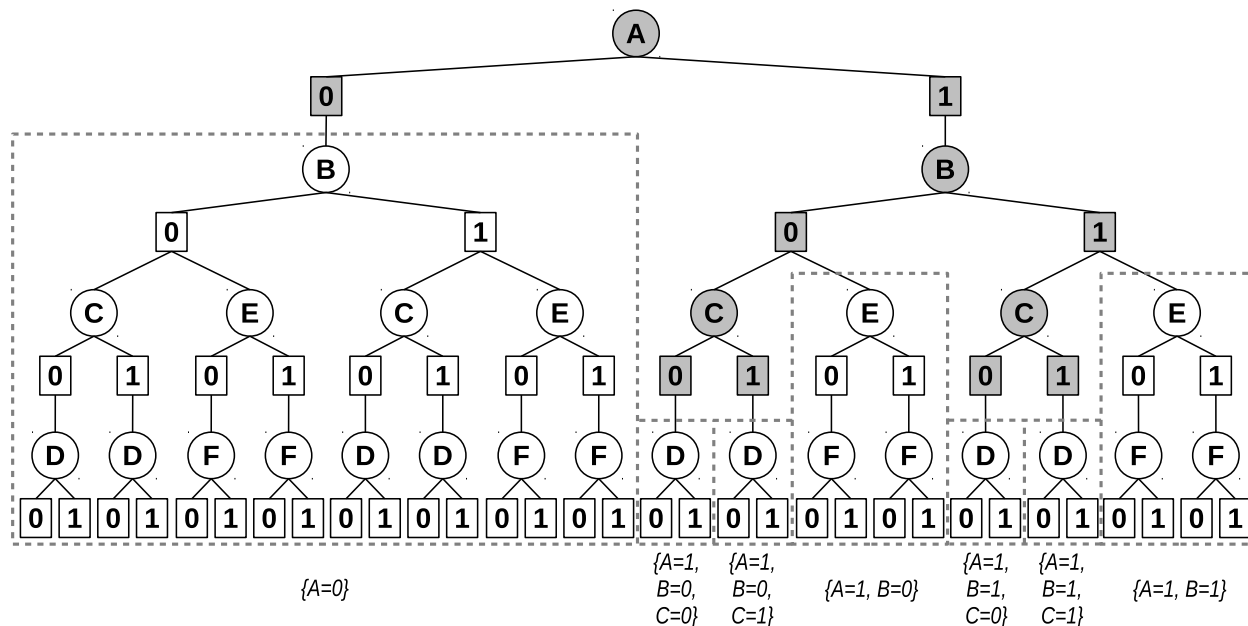 A
0 1
B B
0 1 0 1
C E C E C E C E
0 1 0 1 0 1 0 1 0 1 0 1 0 1 0 1
D D F F D D F F D D F F D D F F
0 1 0 1 0 1 0 1 0 1 0 1 0 1 0 1 0 1 0 1 0 1 0 1 0 1 0 1 0 1 0 1
{A=0}
{A=1,
B=0,
C=0}
{A=1,
B=0,
C=1}
{A=1, B=0}
{A=1,
B=1,
C=0}
{A=1,
B=1,
C=1}
{A=1, B=1}